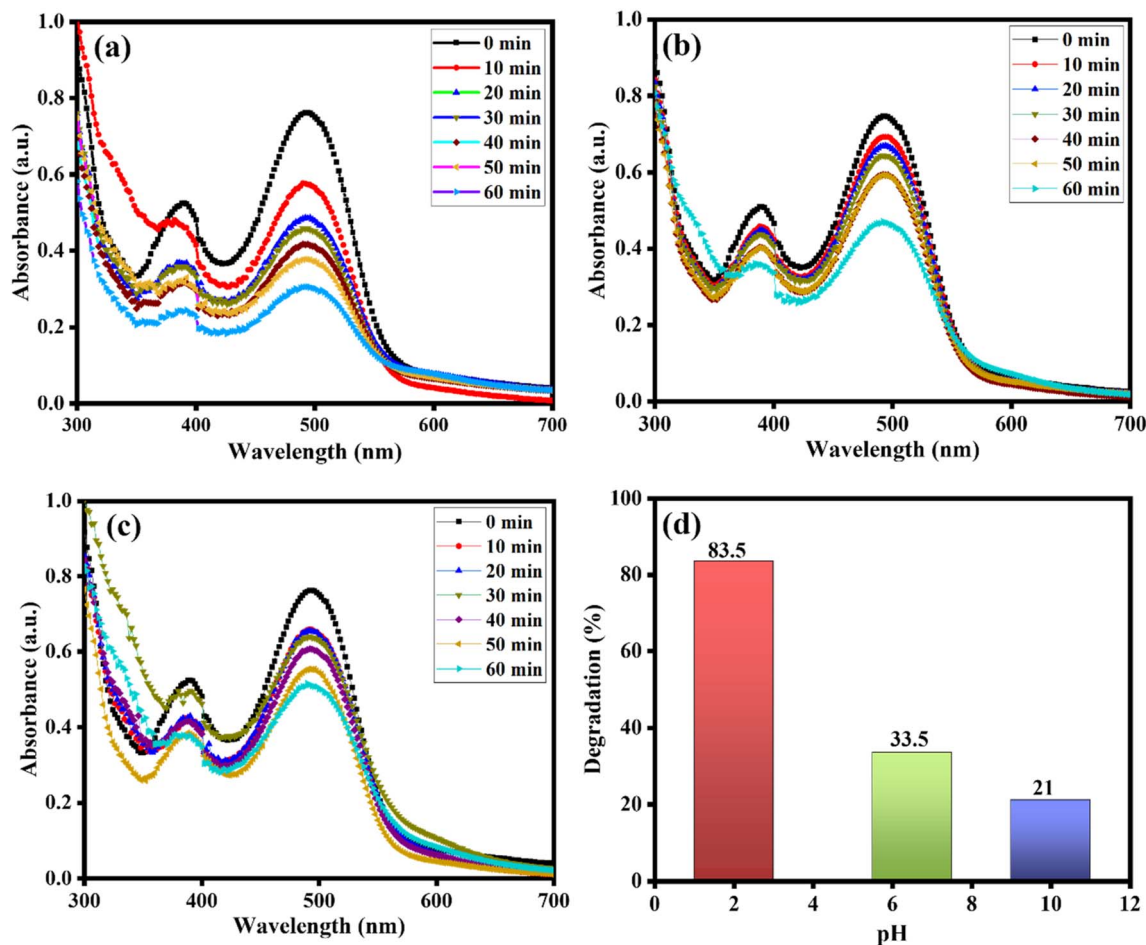 (a)
0 min
10 min
20 min
30 min
40 min
50 min
60 min
1.0
0.8
0.6
0.4
0.2
0.0
Absorbance (a.u.)
300 400 500 600 700
Wavelength (nm)
(b)
0 min
10 min
20 min
30 min
40 min
50 min
60 min
1.0
0.8
0.6
0.4
0.2
0.0
Absorbance (a.u.)
300 400 500 600 700
Wavelength (nm)
(c)
0 min
10 min
20 min
30 min
40 min
50 min
60 min
1.0
0.8
0.6
0.4
0.2
0.0
Absorbance (a.u.)
300 400 500 600 700
Wavelength (nm)
(d)
83.5
33.5
21
100
80
60
40
20
0
Degradation (%)
0 2 4 6 8 10 12
pH